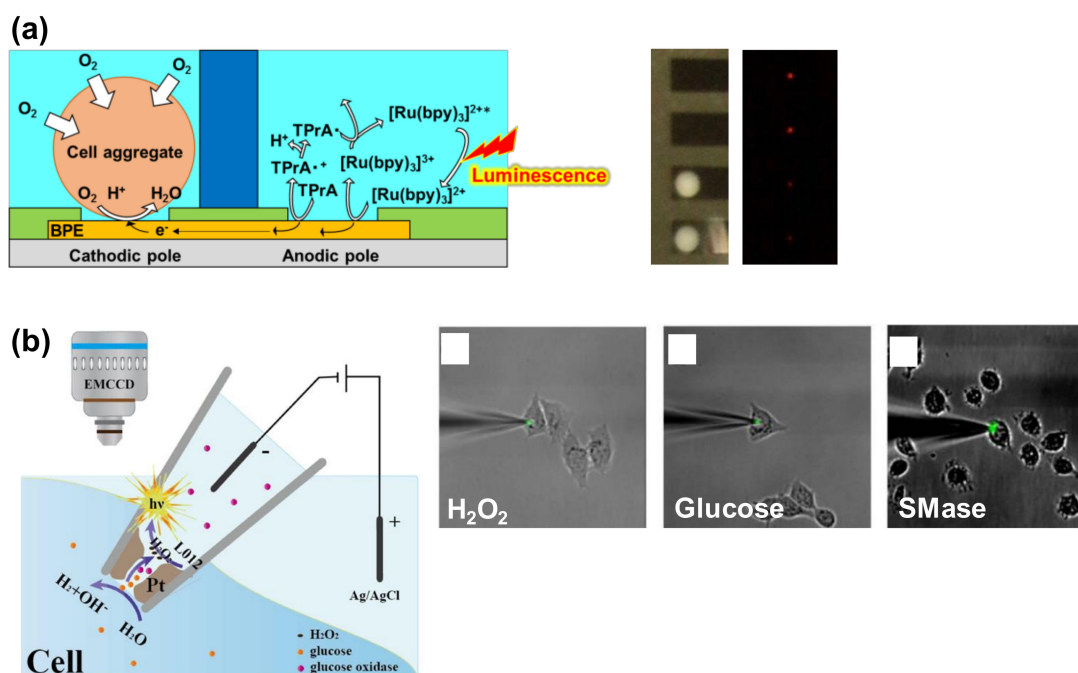 (a)
O₂
O₂
O₂
Cell aggregate
O₂ H⁺ H₂O
BPE
e⁻
Cathodic pole
Anodic pole
H⁺
TPrA•
TPrA•⁺
TPrA
[Ru(bpy)₃]²⁺*
[Ru(bpy)₃]³⁺
[Ru(bpy)₃]²⁺
Luminescence
(b)
EMCCD
hν
-
+
Ag/AgCl
H₂O₂
L012
Pt
H₂+OH⁻
H₂O
Cell
H₂O₂
glucose
glucose oxidase
H₂O₂
Glucose
SMase